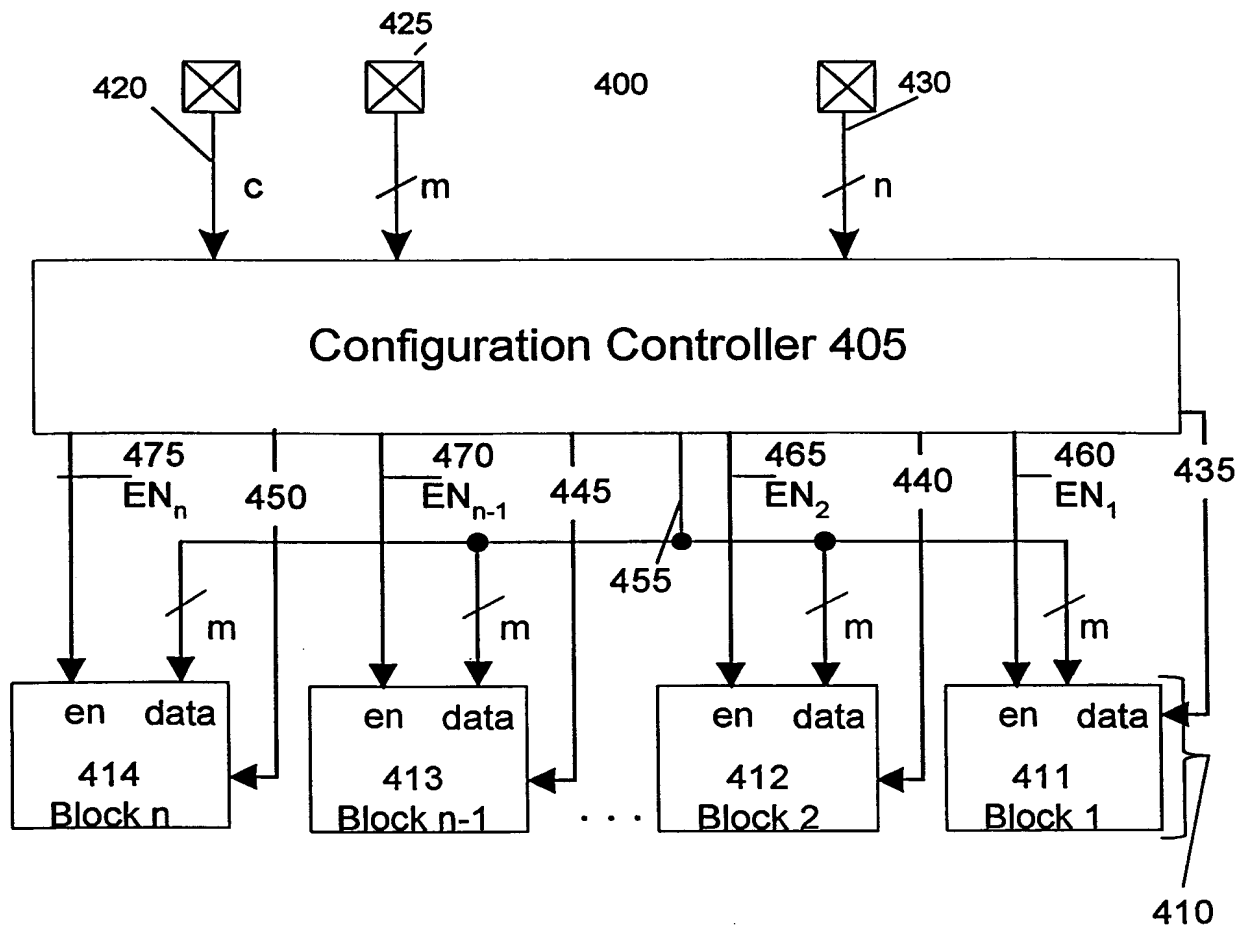 425
420
400
430
c
m
n
Configuration Controller 405
475
ENn
450
470
ENn-1
445
465
EN2
440
460
EN1
435
455
m
m
m
m
en data
414
Block n
en data
413
Block n-1
. . .
en data
412
Block 2
en data
411
Block 1
410